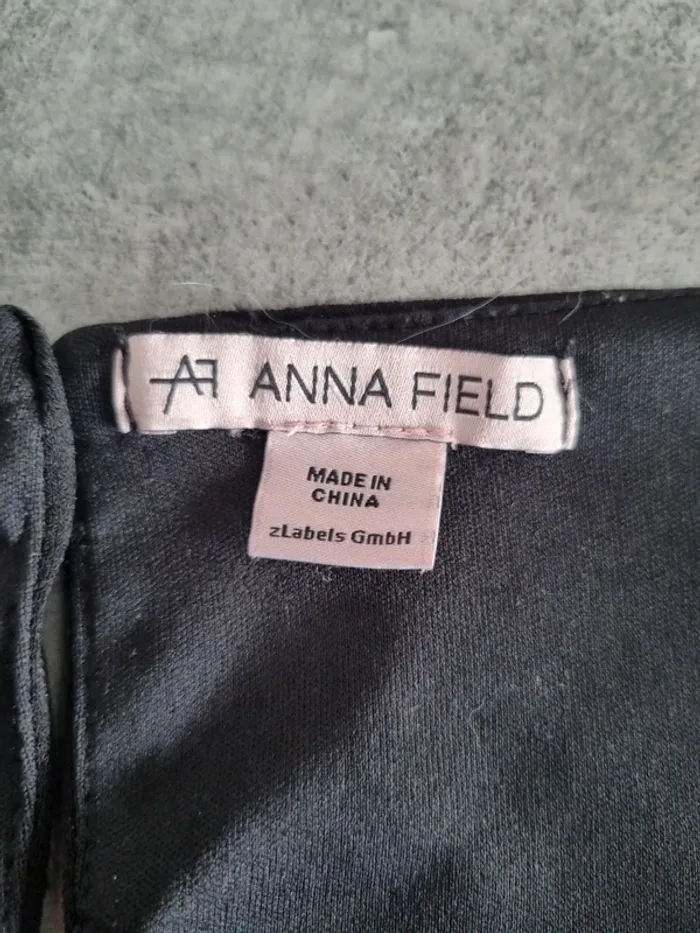 AF ANNA FIELD
MADE IN
CHINA
zLabels GmbH